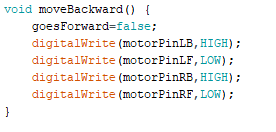 void moveBackward() {
goesForward=false;
digitalWrite(motorPinLB,HIGH);
digitalWrite(motorPinLF,LOW);
digitalWrite(motorPinRB,HIGH);
digitalWrite(motorPinRF,LOW);
}